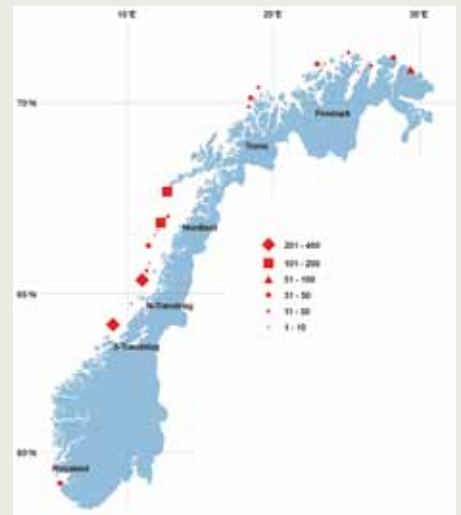 10°E
20°E
30°E
70°N
Finnmark
Troms
Nordland
201 - 400
101 - 200
51 - 100
31 - 50
11 - 30
1 - 10
65°N
N-Trøndelag
S-Trøndelag
60°N
Rogaland